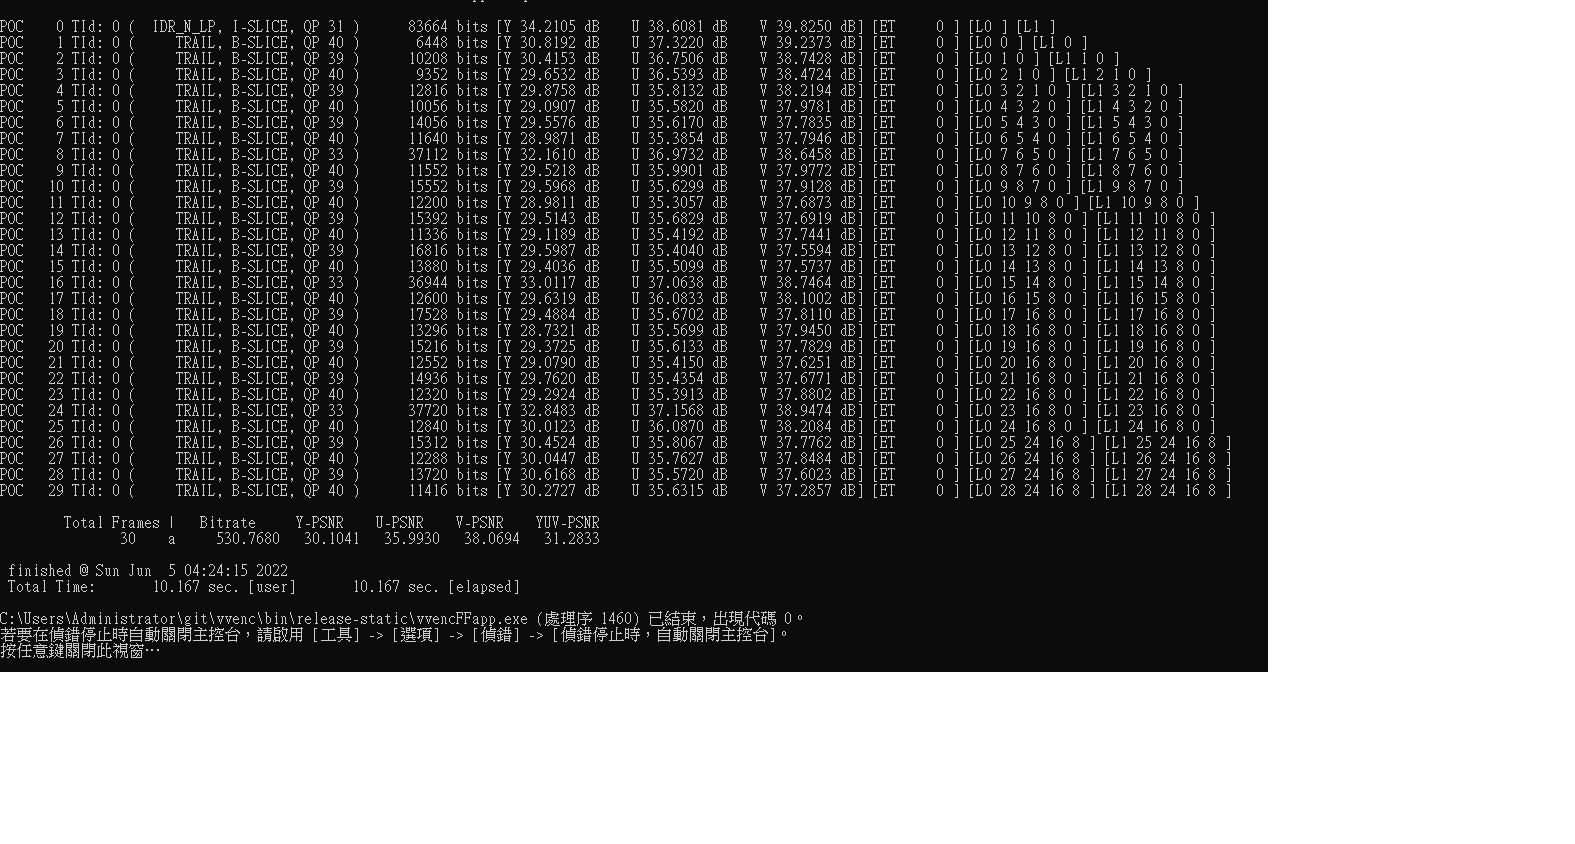 POC 0 TId: 0 ( IDR_N_LP, I-SLICE, QP 31 ) 83664 bits [Y 34.2105 dB U 38.6081 dB V 39.8250 dB] [ET 0 ] [L0 ] [L1 ]
POC 1 TId: 0 ( TRAIL, B-SLICE, QP 40 ) 6448 bits [Y 30.8192 dB U 37.3220 dB V 39.2373 dB] [ET 0 ] [L0 0 ] [L1 0 ]
POC 2 TId: 0 ( TRAIL, B-SLICE, QP 39 ) 10208 bits [Y 30.4153 dB U 36.7506 dB V 38.7428 dB] [ET 0 ] [L0 1 0 ] [L1 1 0 ]
POC 3 TId: 0 ( TRAIL, B-SLICE, QP 40 ) 9352 bits [Y 29.6532 dB U 36.5393 dB V 38.4724 dB] [ET 0 ] [L0 2 1 0 ] [L1 2 1 0 ]
POC 4 TId: 0 ( TRAIL, B-SLICE, QP 39 ) 12816 bits [Y 29.8758 dB U 35.8132 dB V 38.2194 dB] [ET 0 ] [L0 3 2 1 0 ] [L1 3 2 1 0 ]
POC 5 TId: 0 ( TRAIL, B-SLICE, QP 40 ) 10056 bits [Y 29.0907 dB U 35.5820 dB V 37.9781 dB] [ET 0 ] [L0 4 3 2 0 ] [L1 4 3 2 0 ]
POC 6 TId: 0 ( TRAIL, B-SLICE, QP 39 ) 14056 bits [Y 29.5576 dB U 35.6170 dB V 37.7835 dB] [ET 0 ] [L0 5 4 3 0 ] [L1 5 4 3 0 ]
POC 7 TId: 0 ( TRAIL, B-SLICE, QP 40 ) 11640 bits [Y 28.9871 dB U 35.3854 dB V 37.7946 dB] [ET 0 ] [L0 6 5 4 0 ] [L1 6 5 4 0 ]
POC 8 TId: 0 ( TRAIL, B-SLICE, QP 33 ) 37112 bits [Y 32.1610 dB U 36.9732 dB V 38.6458 dB] [ET 0 ] [L0 7 6 5 0 ] [L1 7 6 5 0 ]
POC 9 TId: 0 ( TRAIL, B-SLICE, QP 40 ) 11552 bits [Y 29.5218 dB U 35.9901 dB V 37.9772 dB] [ET 0 ] [L0 8 7 6 0 ] [L1 8 7 6 0 ]
POC 10 TId: 0 ( TRAIL, B-SLICE, QP 39 ) 15552 bits [Y 29.5968 dB U 35.6299 dB V 37.9128 dB] [ET 0 ] [L0 9 8 7 0 ] [L1 9 8 7 0 ]
POC 11 TId: 0 ( TRAIL, B-SLICE, QP 40 ) 12200 bits [Y 28.9811 dB U 35.3057 dB V 37.6873 dB] [ET 0 ] [L0 10 9 8 0 ] [L1 10 9 8 0 ]
POC 12 TId: 0 ( TRAIL, B-SLICE, QP 39 ) 15392 bits [Y 29.5143 dB U 35.6829 dB V 37.6919 dB] [ET 0 ] [L0 11 10 8 0 ] [L1 11 10 8 0 ]
POC 13 TId: 0 ( TRAIL, B-SLICE, QP 40 ) 11336 bits [Y 29.1189 dB U 35.4192 dB V 37.7441 dB] [ET 0 ] [L0 12 11 8 0 ] [L1 12 11 8 0 ]
POC 14 TId: 0 ( TRAIL, B-SLICE, QP 39 ) 16816 bits [Y 29.5987 dB U 35.4040 dB V 37.5594 dB] [ET 0 ] [L0 13 12 8 0 ] [L1 13 12 8 0 ]
POC 15 TId: 0 ( TRAIL, B-SLICE, QP 40 ) 13880 bits [Y 29.4036 dB U 35.5099 dB V 37.5737 dB] [ET 0 ] [L0 14 13 8 0 ] [L1 14 13 8 0 ]
POC 16 TId: 0 ( TRAIL, B-SLICE, QP 33 ) 36944 bits [Y 33.0117 dB U 37.0638 dB V 38.7464 dB] [ET 0 ] [L0 15 14 8 0 ] [L1 15 14 8 0 ]
POC 17 TId: 0 ( TRAIL, B-SLICE, QP 40 ) 12600 bits [Y 29.6319 dB U 36.0833 dB V 38.1002 dB] [ET 0 ] [L0 16 15 8 0 ] [L1 16 15 8 0 ]
POC 18 TId: 0 ( TRAIL, B-SLICE, QP 39 ) 17528 bits [Y 29.4884 dB U 35.6702 dB V 37.8110 dB] [ET 0 ] [L0 17 16 8 0 ] [L1 17 16 8 0 ]
POC 19 TId: 0 ( TRAIL, B-SLICE, QP 40 ) 13296 bits [Y 28.7321 dB U 35.5699 dB V 37.9450 dB] [ET 0 ] [L0 18 16 8 0 ] [L1 18 16 8 0 ]
POC 20 TId: 0 ( TRAIL, B-SLICE, QP 39 ) 15216 bits [Y 29.3725 dB U 35.6133 dB V 37.7829 dB] [ET 0 ] [L0 19 16 8 0 ] [L1 19 16 8 0 ]
POC 21 TId: 0 ( TRAIL, B-SLICE, QP 40 ) 12552 bits [Y 29.0790 dB U 35.4150 dB V 37.6251 dB] [ET 0 ] [L0 20 16 8 0 ] [L1 20 16 8 0 ]
POC 22 TId: 0 ( TRAIL, B-SLICE, QP 39 ) 14936 bits [Y 29.7620 dB U 35.4354 dB V 37.6771 dB] [ET 0 ] [L0 21 16 8 0 ] [L1 21 16 8 0 ]
POC 23 TId: 0 ( TRAIL, B-SLICE, QP 40 ) 12320 bits [Y 29.2924 dB U 35.3913 dB V 37.8802 dB] [ET 0 ] [L0 22 16 8 0 ] [L1 22 16 8 0 ]
POC 24 TId: 0 ( TRAIL, B-SLICE, QP 33 ) 37720 bits [Y 32.8483 dB U 37.1568 dB V 38.9474 dB] [ET 0 ] [L0 23 16 8 0 ] [L1 23 16 8 0 ]
POC 25 TId: 0 ( TRAIL, B-SLICE, QP 40 ) 12840 bits [Y 30.0123 dB U 36.0870 dB V 38.2084 dB] [ET 0 ] [L0 24 16 8 0 ] [L1 24 16 8 0 ]
POC 26 TId: 0 ( TRAIL, B-SLICE, QP 39 ) 15312 bits [Y 30.4524 dB U 35.8067 dB V 37.7762 dB] [ET 0 ] [L0 25 24 16 8 ] [L1 25 24 16 8 ]
POC 27 TId: 0 ( TRAIL, B-SLICE, QP 40 ) 12288 bits [Y 30.0447 dB U 35.7627 dB V 37.8484 dB] [ET 0 ] [L0 26 24 16 8 ] [L1 26 24 16 8 ]
POC 28 TId: 0 ( TRAIL, B-SLICE, QP 39 ) 13720 bits [Y 30.6168 dB U 35.5720 dB V 37.6023 dB] [ET 0 ] [L0 27 24 16 8 ] [L1 27 24 16 8 ]
POC 29 TId: 0 ( TRAIL, B-SLICE, QP 40 ) 11416 bits [Y 30.2727 dB U 35.6315 dB V 37.2857 dB] [ET 0 ] [L0 28 24 16 8 ] [L1 28 24 16 8 ]
Total Frames | Bitrate Y-PSNR U-PSNR V-PSNR YUV-PSNR
30 a 530.7680 30.1041 35.9930 38.0694 31.2833
finished @ Sun Jun 5 04:24:15 2022
Total Time: 10.167 sec. [user] 10.167 sec. [elapsed]
C:\Users\Administrator\git\vvenc\bin\release-static\vvencFFapp.exe (處理序 1460) 已結束，出現代碼 0。
若要在偵錯停止時自動關閉主控台，請啟用 [工具] -> [選項] -> [偵錯] -> [偵錯停止時，自動關閉主控台]。
按任意鍵關閉此視窗…